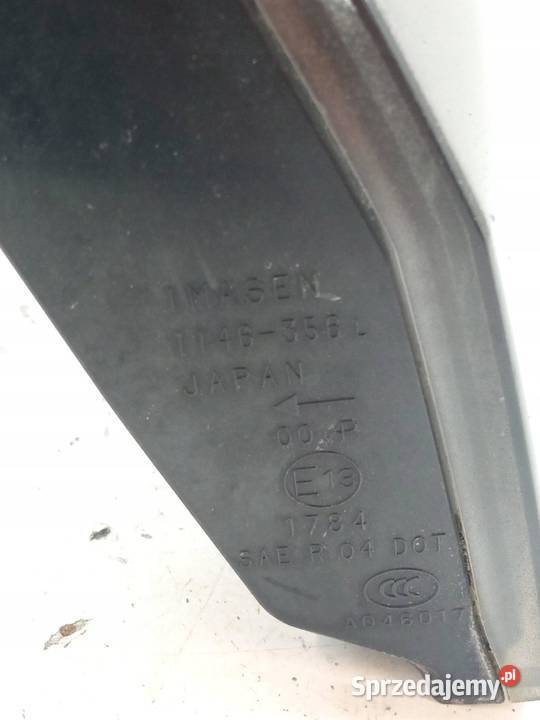 IMASEN
1146-356 L
JAPAN
00 P
E13
1784
SAE R 04 DOT
CCC
A046017
Sprzedajemy.pl